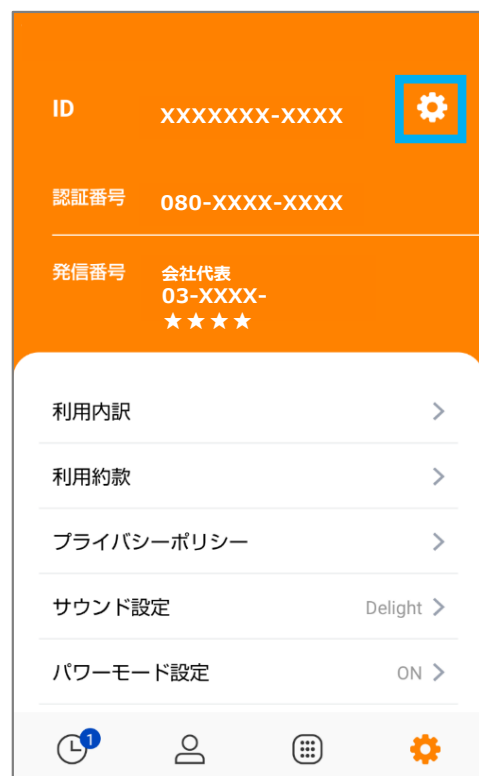 ID XXXXXXX-XXXX
認証番号 080-XXXX-XXXX
発信番号 会社代表
03-XXXX-
★★★★
利用内訳
利用約款
プライバシーポリシー
サウンド設定 Delight
パワーモード設定 ON
1